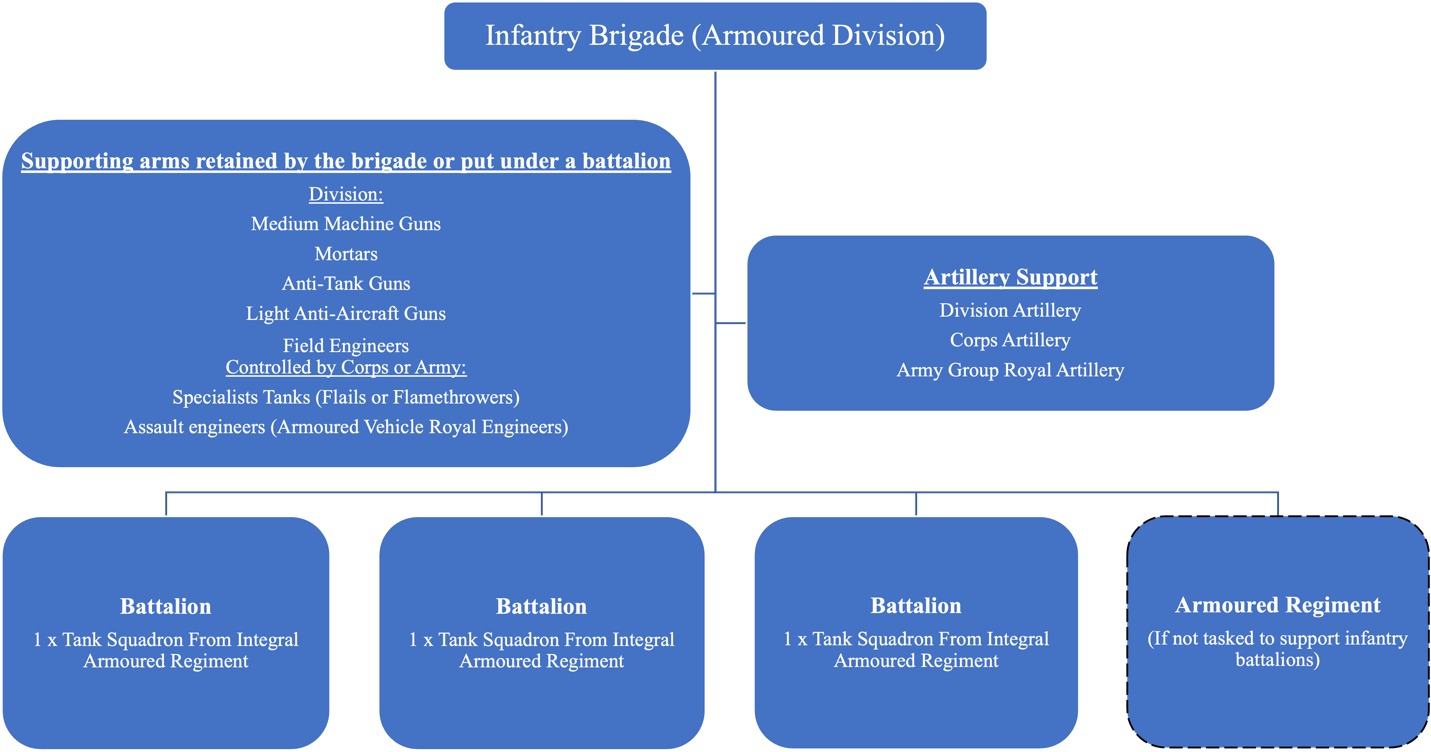 Infantry Brigade (Armoured Division)
Supporting arms retained by the brigade or put under a battalion
Division:
Medium Machine Guns
Mortars
Anti-Tank Guns
Light Anti-Aircraft Guns
Field Engineers
Controlled by Corps or Army:
Specialists Tanks (Flails or Flamethrowers)
Assault engineers (Armoured Vehicle Royal Engineers)
Artillery Support
Division Artillery
Corps Artillery
Army Group Royal Artillery
Battalion
1 x Tank Squadron From Integral
Armoured Regiment
Battalion
1 x Tank Squadron From Integral
Armoured Regiment
Battalion
1 x Tank Squadron From Integral
Armoured Regiment
Armoured Regiment
(If not tasked to support infantry
battalions)